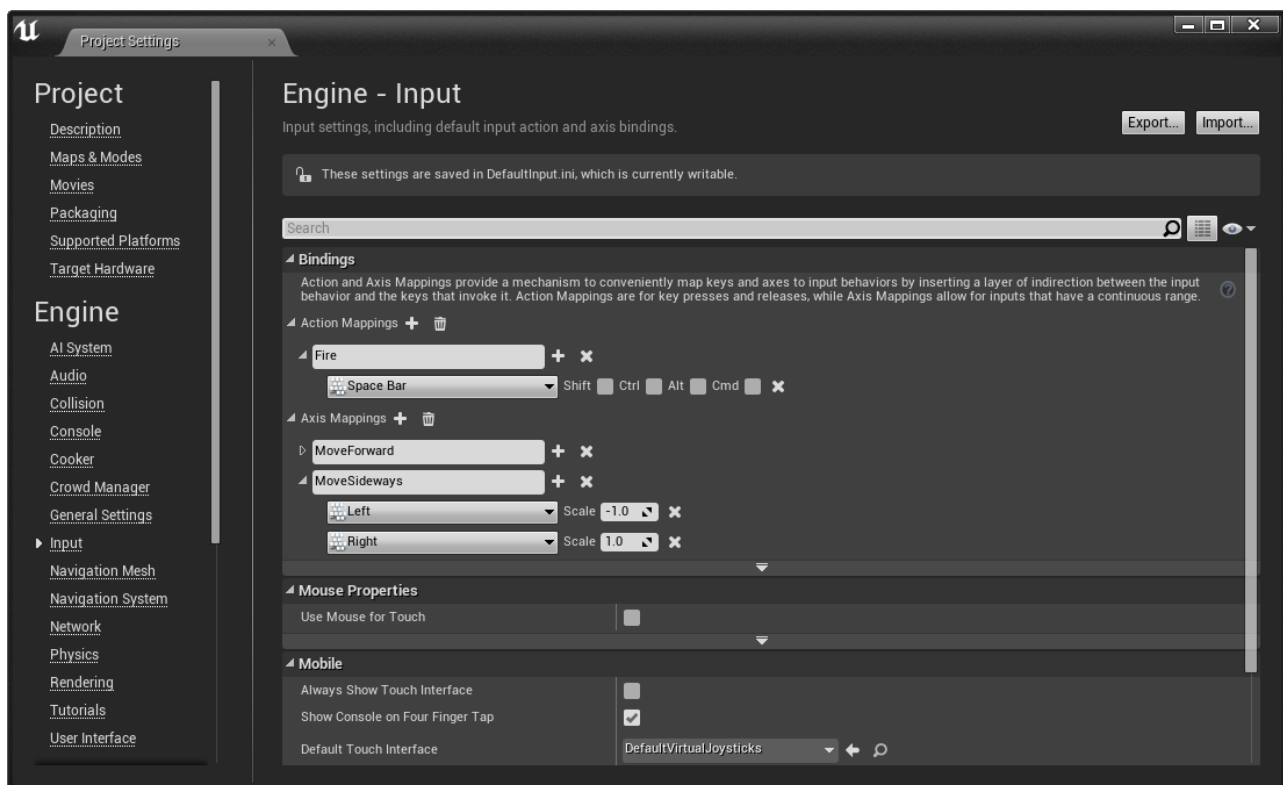 Project Settings
Project
Description
Maps & Modes
Movies
Packaging
Supported Platforms
Target Hardware
Engine
AI System
Audio
Collision
Console
Cooker
Crowd Manager
General Settings
Input
Navigation Mesh
Navigation System
Network
Physics
Rendering
Tutorials
User Interface
Engine - Input
Input settings, including default input action and axis bindings.
Export... Import...
These settings are saved in DefaultInput.ini, which is currently writable.
Search
Bindings
Action and Axis Mappings provide a mechanism to conveniently map keys and axes to input behaviors by inserting a layer of indirection between the input
behavior and the keys that invoke it. Action Mappings are for key presses and releases, while Axis Mappings allow for inputs that have a continuous range.
Action Mappings
Fire
Space Bar Shift Ctrl Alt Cmd
Axis Mappings
MoveForward
MoveSideways
Left Scale -1.0
Right Scale 1.0
Mouse Properties
Use Mouse for Touch
Mobile
Always Show Touch Interface
Show Console on Four Finger Tap
Default Touch Interface DefaultVirtualJoysticks